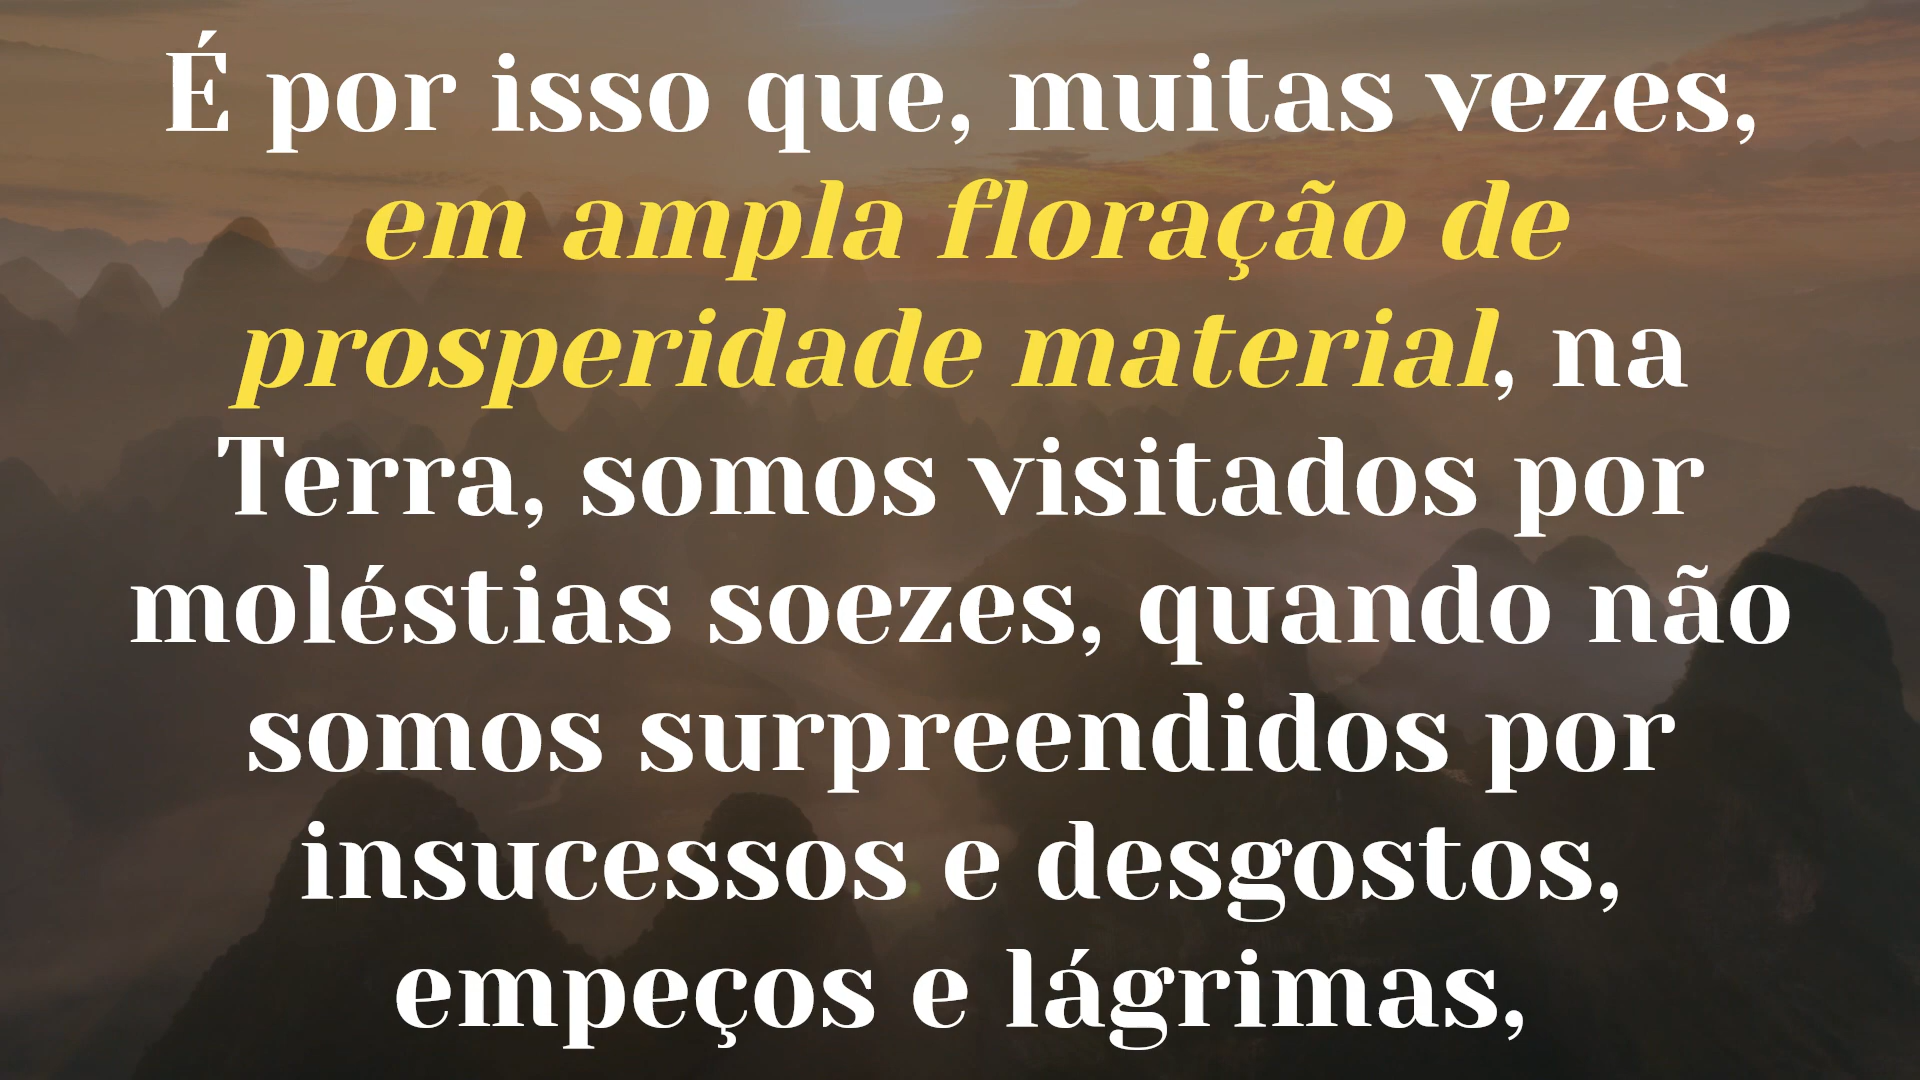 É por isso que, muitas vezes,
em ampla floração de
prosperidade material, na
Terra, somos visitados por
moléstias soezes, quando não
somos surpreendidos por
insucessos e desgostos,
empeços e lágrimas,